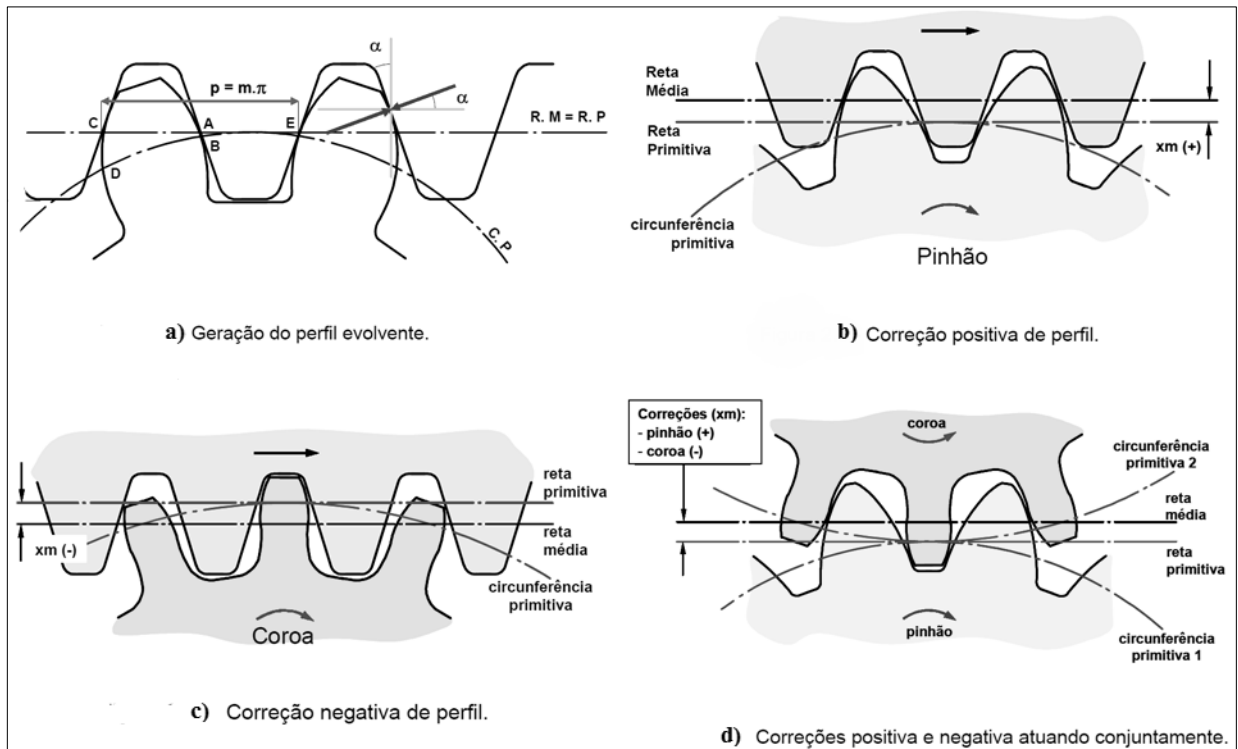 α
p = m.π
α
C
A
E
R. M = R. P
B
D
C. P
a) Geração do perfil evolvente.
Reta
Média
Reta
Primitiva
xm (+)
circunferência
primitiva
Pinhão
b) Correção positiva de perfil.
reta
primitiva
reta
média
xm (-)
circunferência
primitiva
Coroa
c) Correção negativa de perfil.
Correções (xm):
- pinhão (+)
- coroa (-)
coroa
circunferência
primitiva 2
reta
média
reta
primitiva
pinhão
circunferência
primitiva 1
d) Correções positiva e negativa atuando conjuntamente.